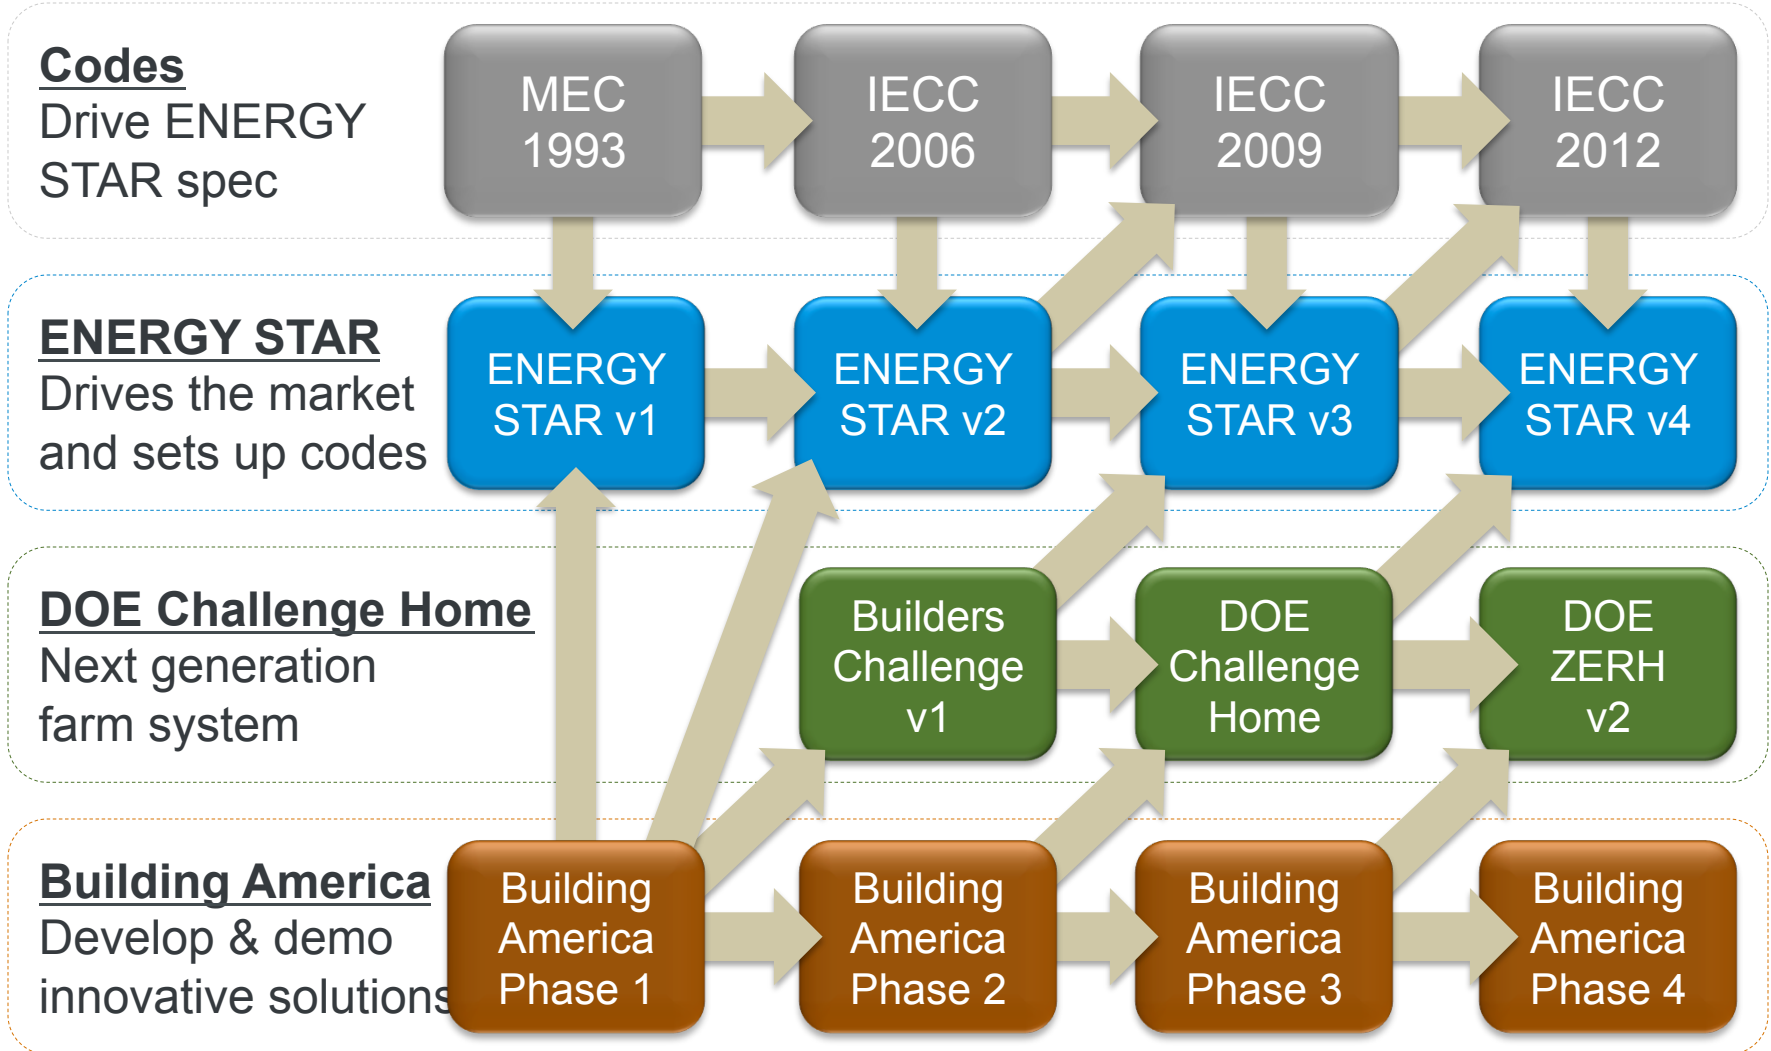 Codes
Drive ENERGY
STAR spec
MEC
1993
IECC
2006
IECC
2009
IECC
2012
ENERGY STAR
Drives the market
and sets up codes
ENERGY
STAR v1
ENERGY
STAR v2
ENERGY
STAR v3
ENERGY
STAR v4
DOE Challenge Home
Next generation
farm system
Builders
Challenge
v1
DOE
Challenge
Home
DOE
ZERH
v2
Building America
Develop & demo
innovative solutions
Building
America
Phase 1
Building
America
Phase 2
Building
America
Phase 3
Building
America
Phase 4